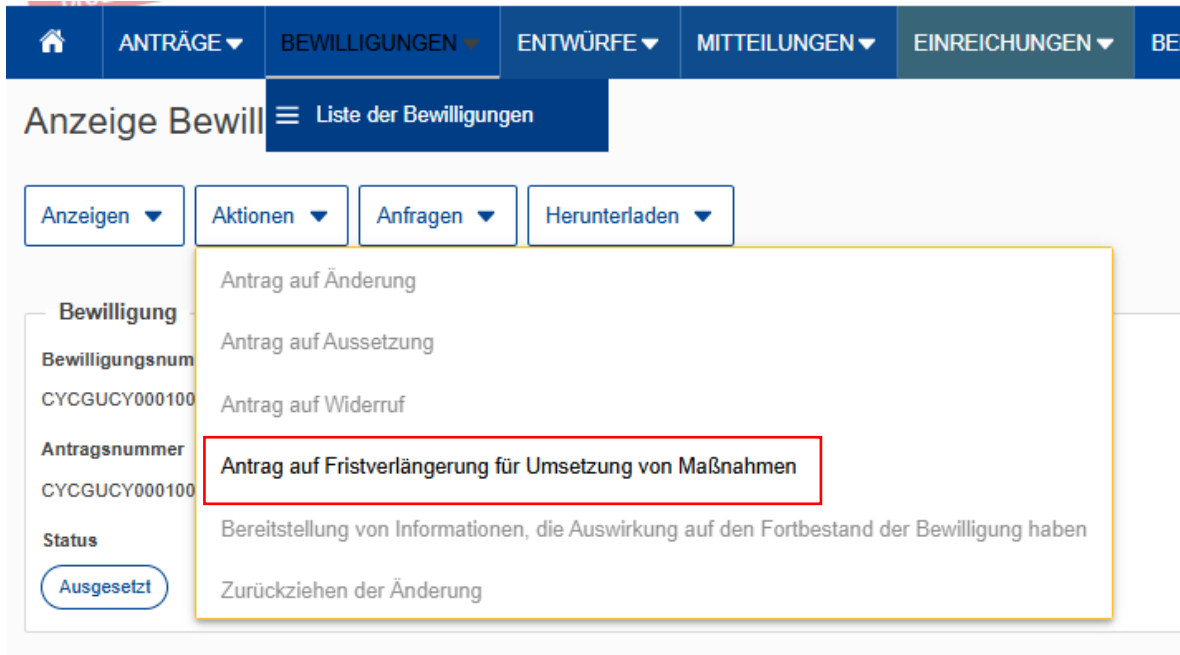 ANTRÄGE
BEWILLIGUNGEN
ENTWÜRFE
MITTEILUNGEN
EINREICHUNGEN
BE
Anzeige Bewill
Liste der Bewilligungen
Anzeigen
Aktionen
Anfragen
Herunterladen
Antrag auf Änderung
Antrag auf Aussetzung
Antrag auf Widerruf
Antrag auf Fristverlängerung für Umsetzung von Maßnahmen
Bereitstellung von Informationen, die Auswirkung auf den Fortbestand der Bewilligung haben
Zurückziehen der Änderung
Bewilligung
Bewilligungsnum
CYCGUCY000100
Antragsnummer
CYCGUCY000100
Status
Ausgesetzt